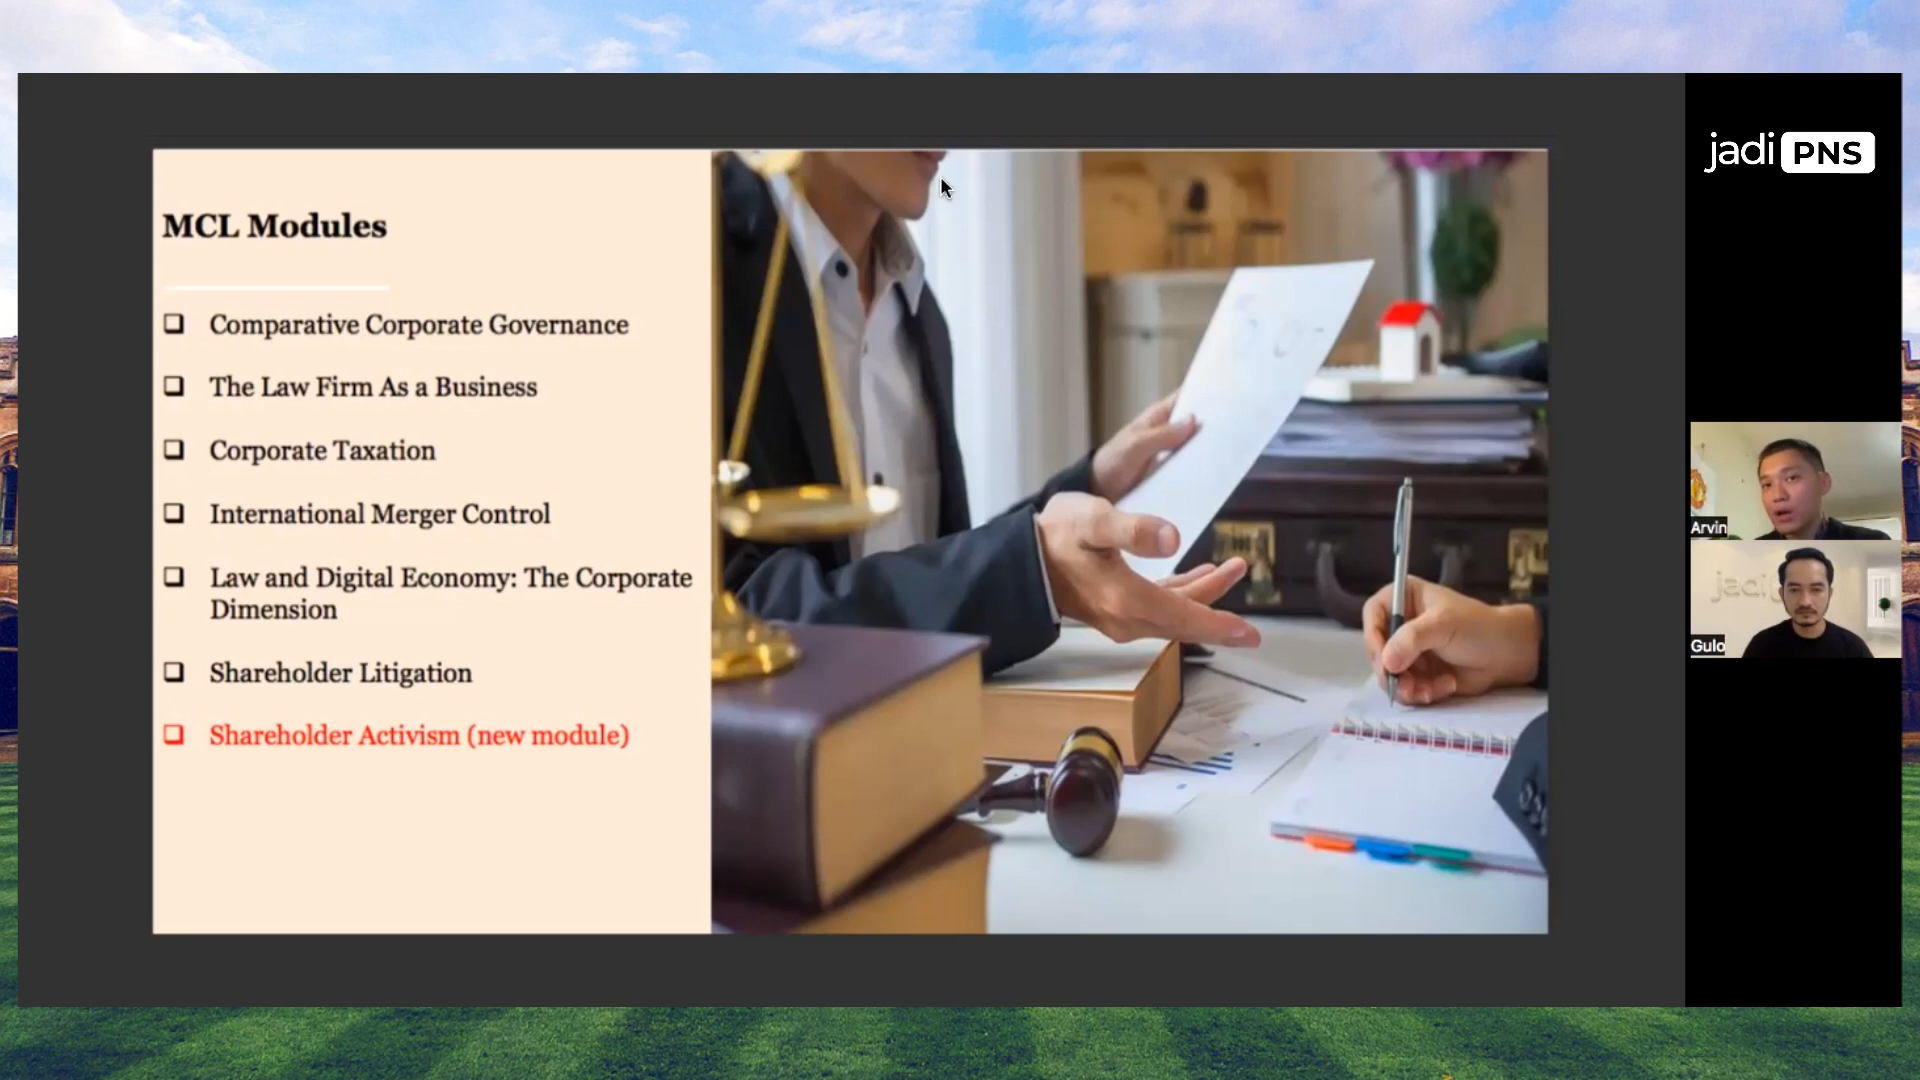 MCL Modules
Comparative Corporate Governance
The Law Firm As a Business
Corporate Taxation
International Merger Control
Law and Digital Economy: The Corporate
Dimension
Shareholder Litigation
Shareholder Activism (new module)
jadi PNS
Arvin
jadi
Gulo